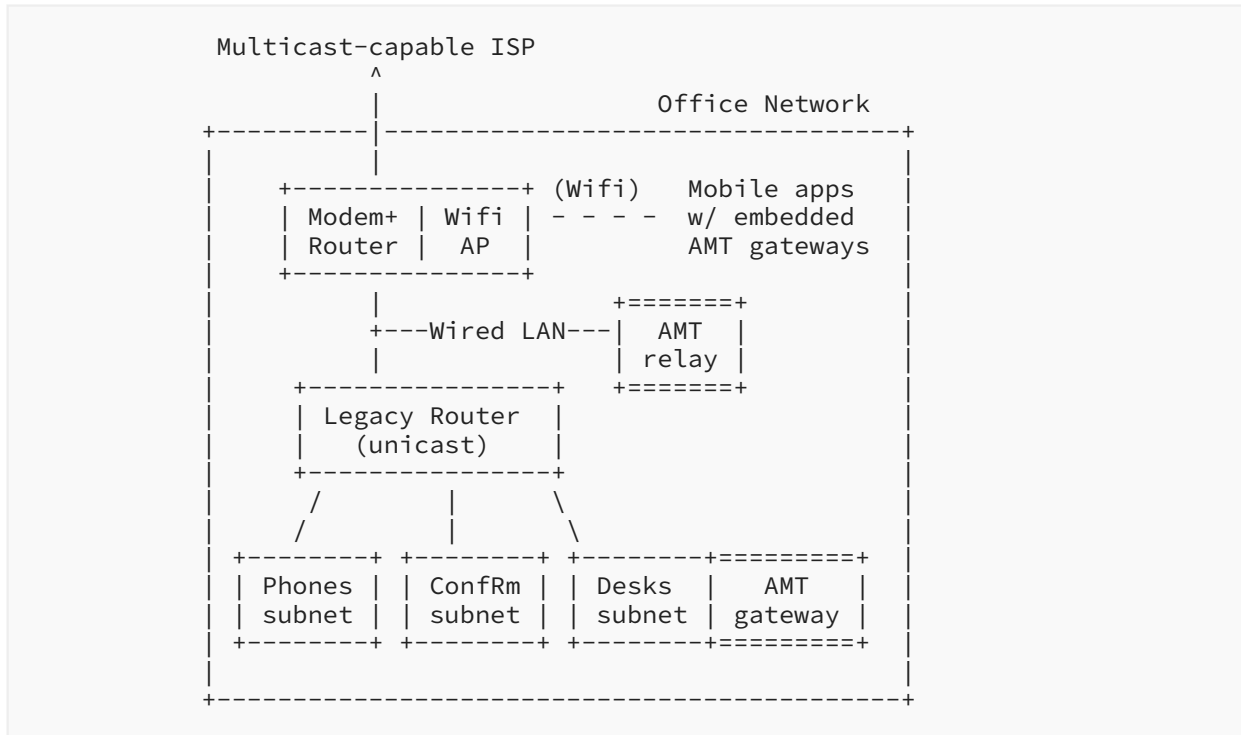 Multicast-capable ISP
Office Network
(Wifi) Mobile apps
Modem+ | Wifi | - - - - w/ embedded
Router | AP | AMT gateways
Wired LAN AMT
relay
Legacy Router
(unicast)
Phones ConfRm Desks AMT
subnet subnet subnet gateway